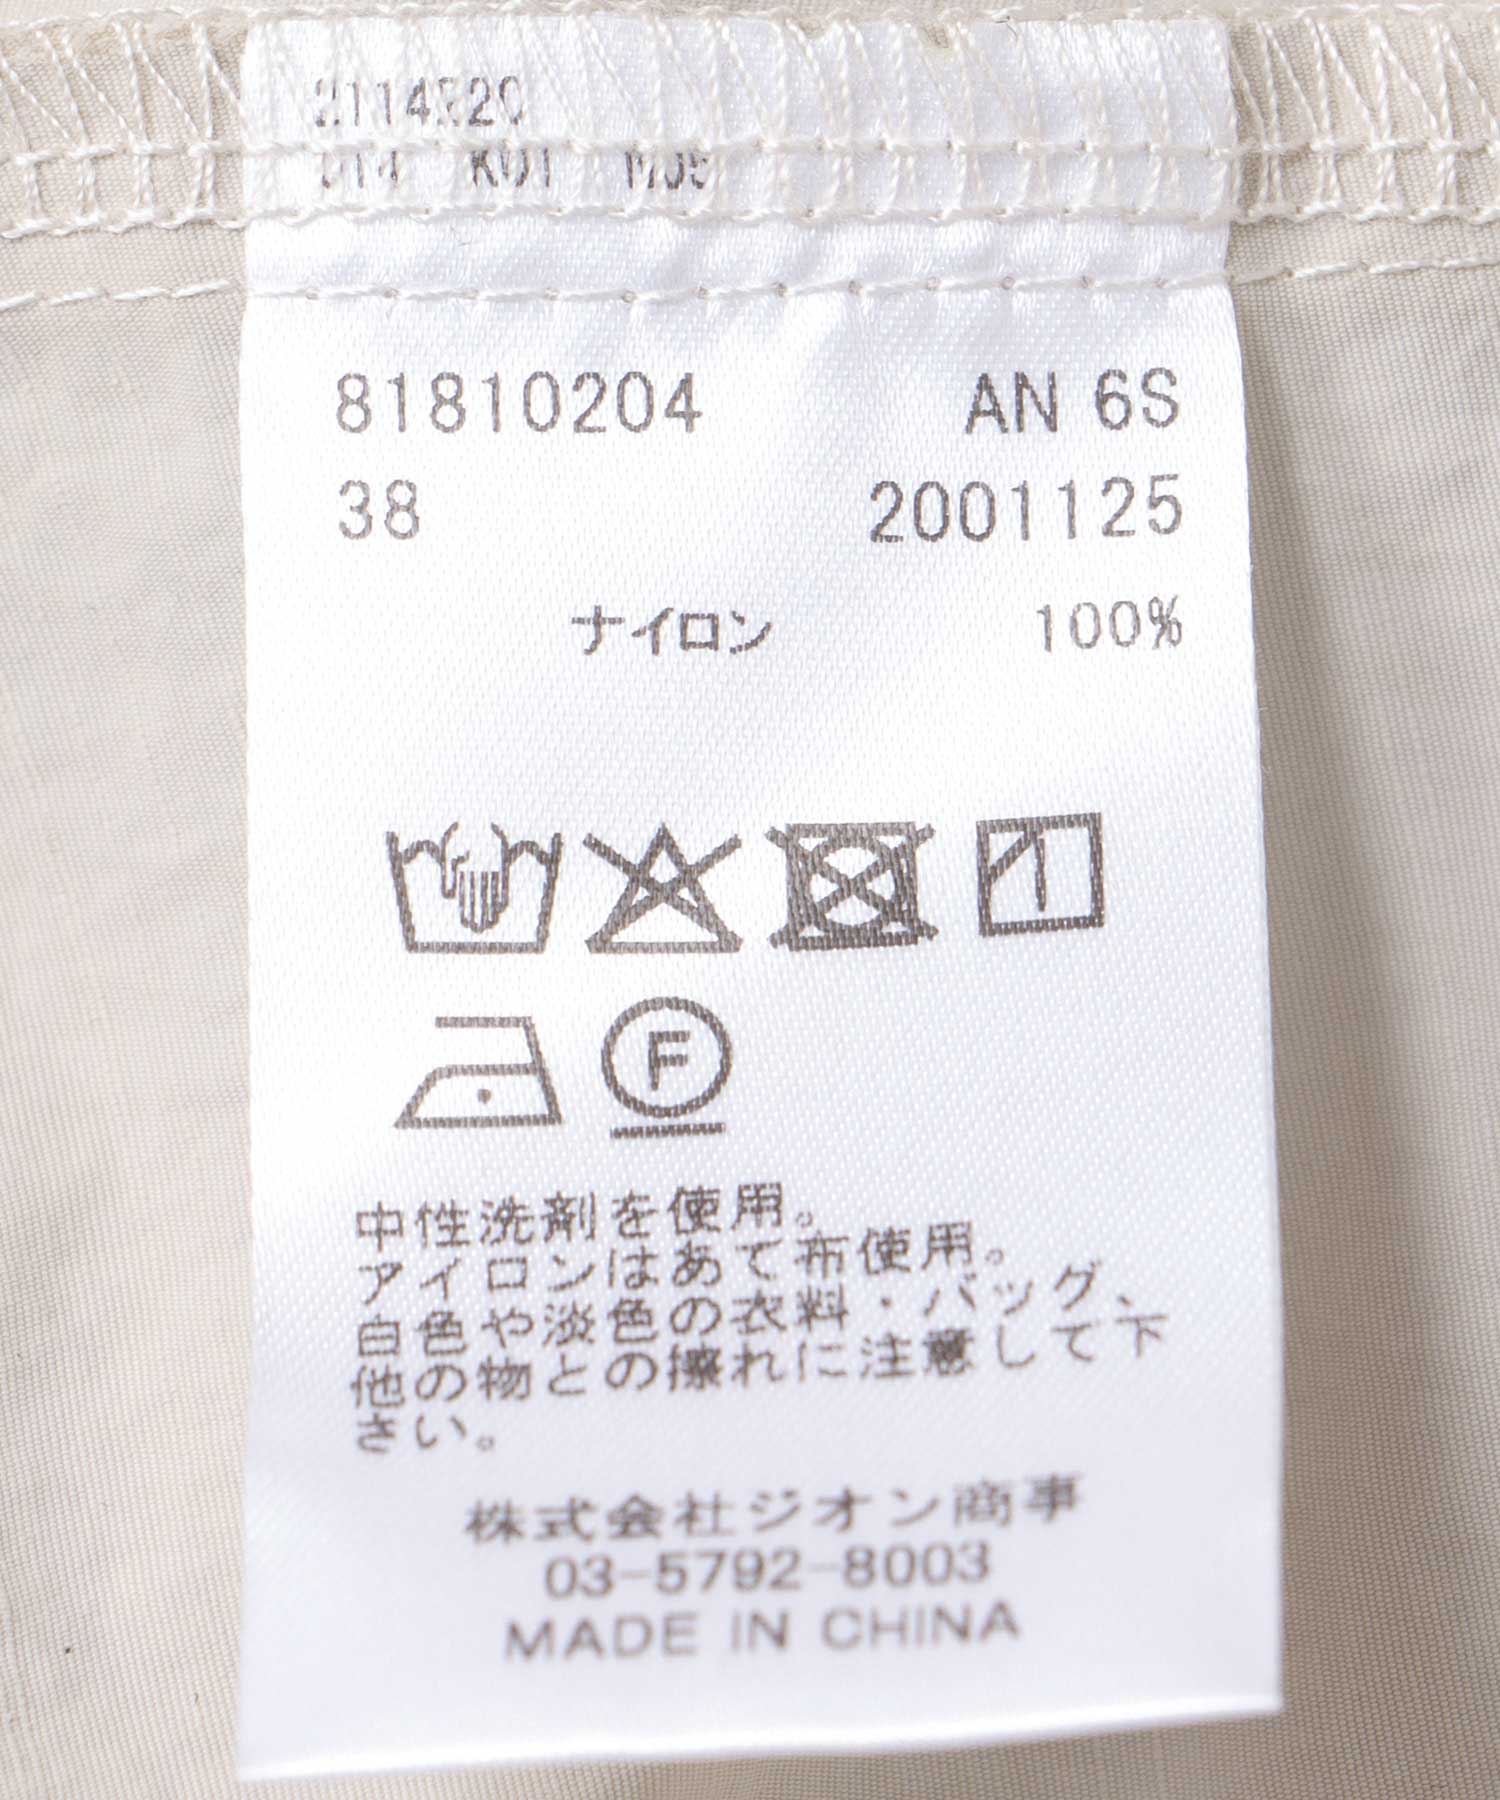 81810204 AN 6S
38 2001125
ナイロン 100%
F
中性洗剤を使用。
アイロンはあて布使用。
白色や淡色の衣料・バッグ、
他の物との擦れに注意して下
さい。
株式会社ジオン商事
03-5792-8003
MADE IN CHINA